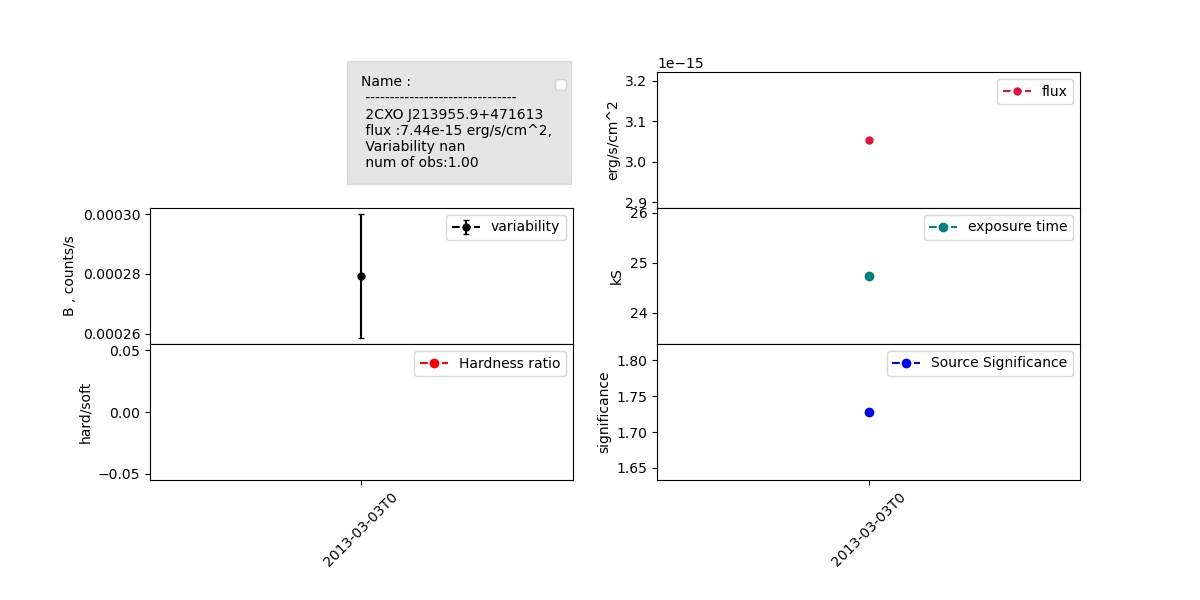 Name :
-------------------------------
2CXO J213955.9+471613
flux :7.44e-15 erg/s/cm^2,
Variability nan
num of obs:1.00
1e−15
3.2
3.1
3.0
2.9
erg/s/cm^2
flux
0.00030
0.00028
0.00026
B , counts/s
variability
26
25
24
kS
exposure time
0.05
0.00
−0.05
hard/soft
Hardness ratio
1.80
1.75
1.70
1.65
significance
Source Significance
2013-03-03T0
2013-03-03T0